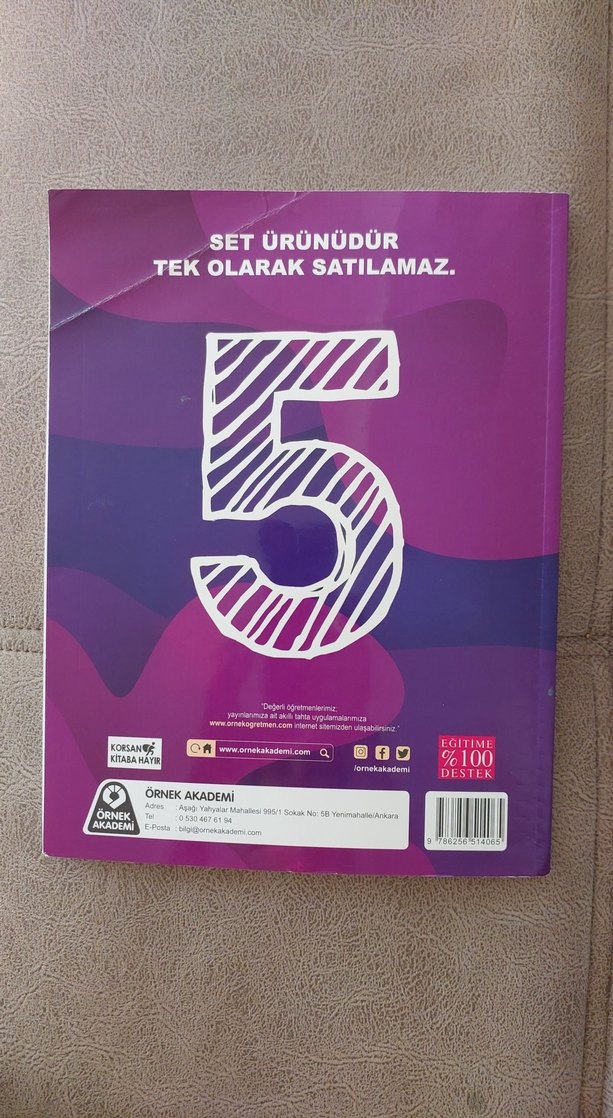 SET ÜRÜNÜDÜR
TEK OLARAK SATILAMAZ.
5
"Değerli öğretmenlerimiz;
yayınlarımıza ait akıllı tahta uygulamalarımıza
www.ornekogretmen.com internet sitemizden ulaşabilirsiniz."
KORSAN
KİTABA HAYIR
www.ornekakademi.com
/ornekakademi
EĞİTİME
%100
DESTEK
ÖRNEK
AKADEMİ
ÖRNEK AKADEMİ
Adres : Aşağı Yahyalar Mahallesi 995/1 Sokak No: 5B Yenimahalle/Ankara
Tel : 0 530 467 61 94
E-Posta : bilgi@ornekakademi.com
9 786256 514065